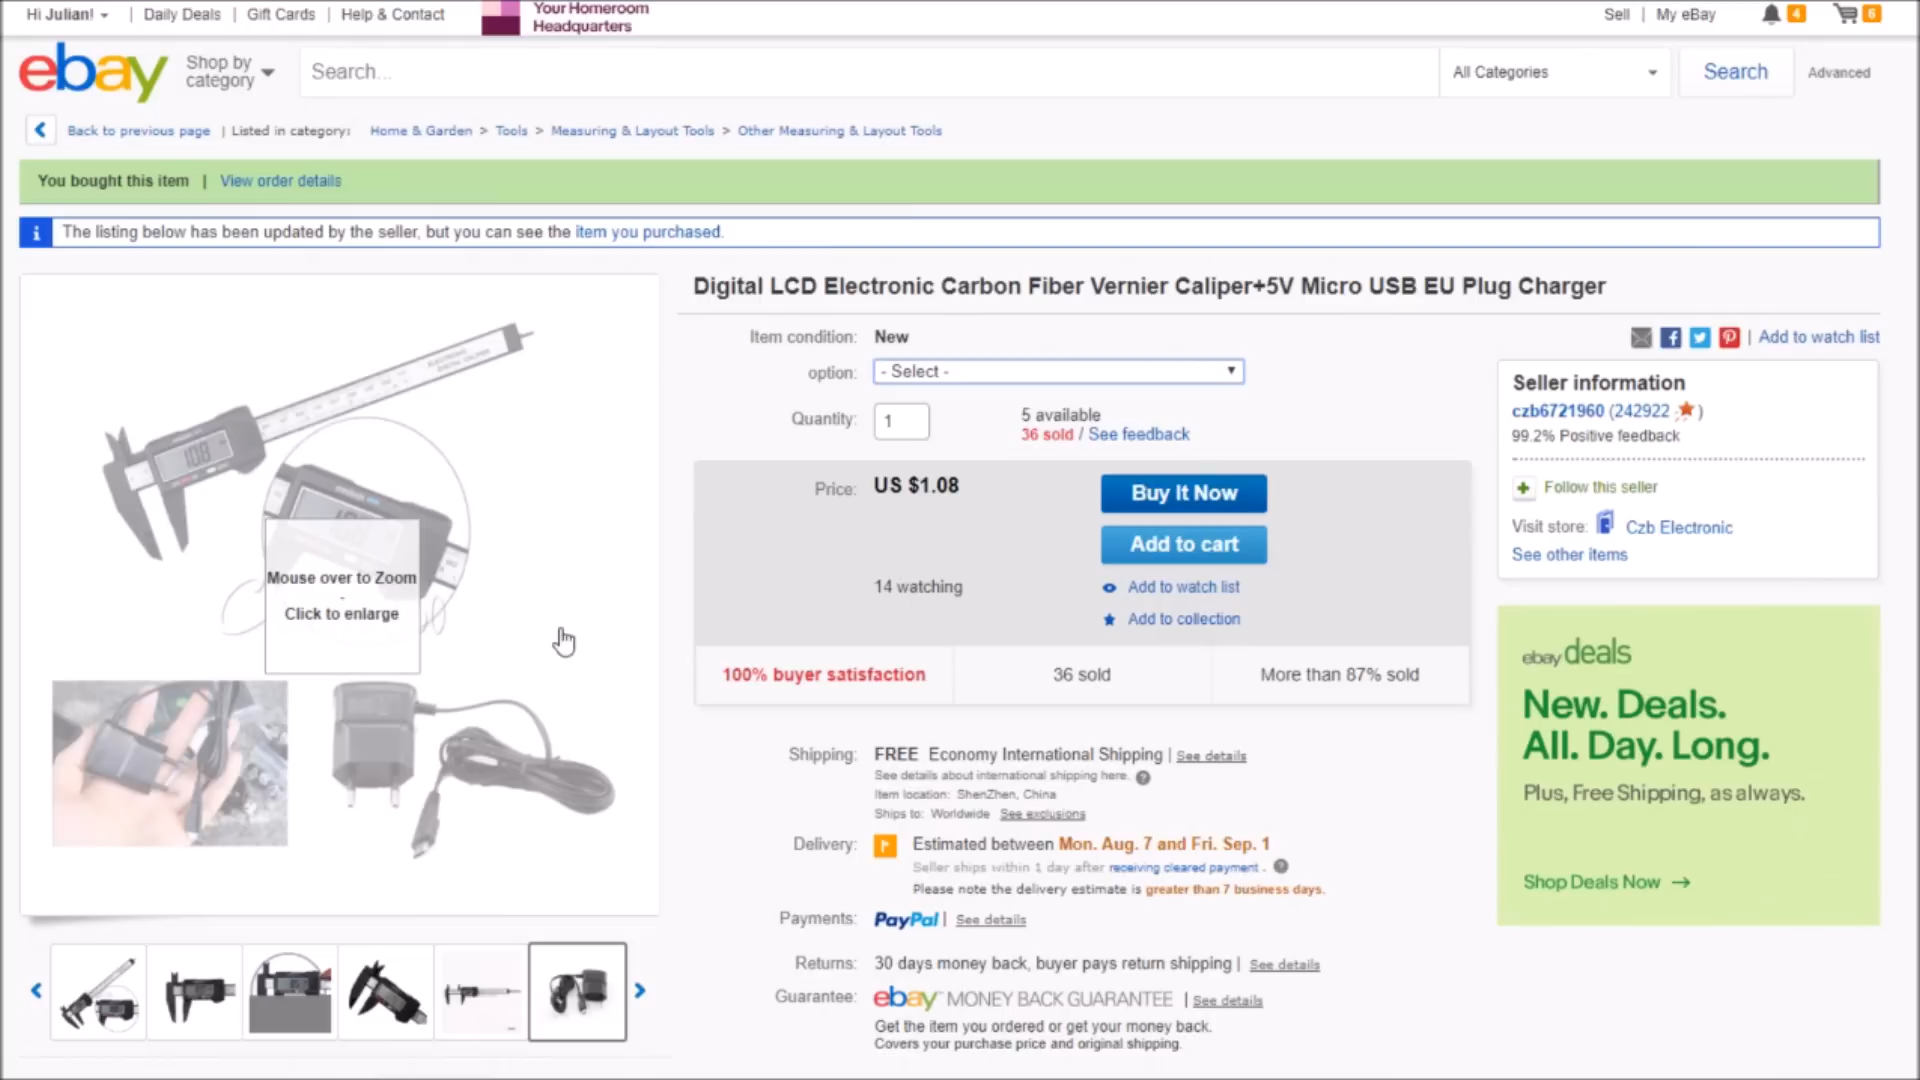 Hi Julian! | Daily Deals | Gift Cards | Help & Contact
Your Homeroom
Headquarters
Sell | My eBay 4 6
ebay
Shop by
category
Search...
All Categories
Search
Advanced
Back to previous page | Listed in category: Home & Garden > Tools > Measuring & Layout Tools > Other Measuring & Layout Tools
You bought this item | View order details
The listing below has been updated by the seller, but you can see the item you purchased.
Digital LCD Electronic Carbon Fiber Vernier Caliper+5V Micro USB EU Plug Charger
Item condition: New
| Add to watch list
option: - Select -
Quantity: 1
5 available
36 sold / See feedback
Price: US $1.08
Buy It Now
Add to cart
14 watching
Add to watch list
Add to collection
100% buyer satisfaction
36 sold
More than 87% sold
Shipping: FREE Economy International Shipping | See details
See details about international shipping here.
Item location: ShenZhen, China
Ships to: Worldwide See exclusions
Delivery: Estimated between Mon. Aug. 7 and Fri. Sep. 1
Seller ships within 1 day after receiving cleared payment.
Please note the delivery estimate is greater than 7 business days.
Payments: PayPal | See details
Returns: 30 days money back, buyer pays return shipping | See details
Guarantee: ebay MONEY BACK GUARANTEE | See details
Get the item you ordered or get your money back.
Covers your purchase price and original shipping.
Seller information
czb6721960 (242922 )
99.2% Positive feedback
Follow this seller
Visit store: Czb Electronic
See other items
ebay deals
New. Deals.
All. Day. Long.
Plus, Free Shipping, as always.
Shop Deals Now →
ELECTRONIC
DIGITAL CALIPER
108
Mouse over to Zoom
-
Click to enlarge